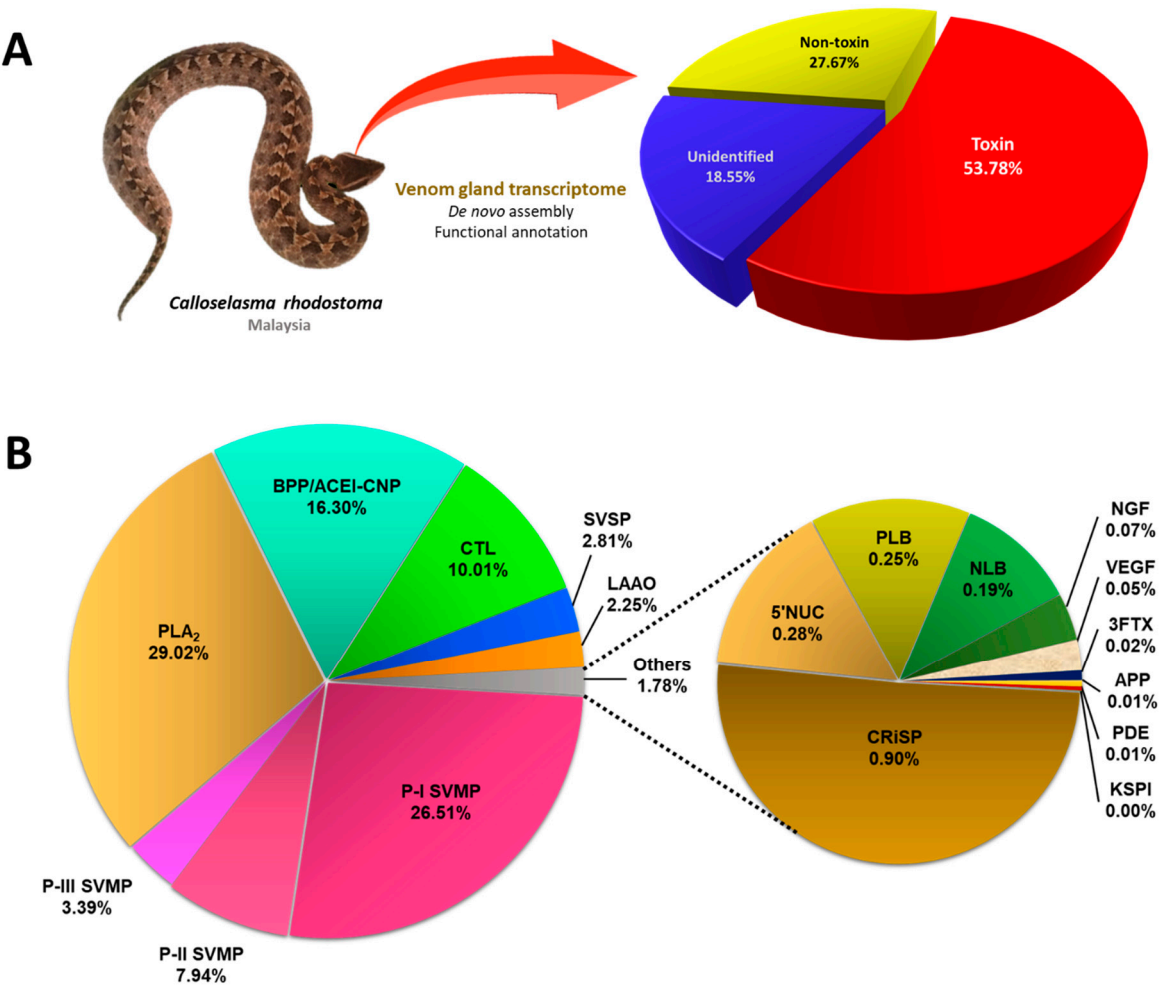 A
Non-toxin
27.67%
Toxin
53.78%
Unidentified
18.55%
Venom gland transcriptome
De novo assembly
Functional annotation
Calloselasma rhodostoma
Malaysia
B
BPP/ACEI-CNP
16.30%
CTL
10.01%
SVSP
2.81%
LAAO
2.25%
Others
1.78%
PLA₂
29.02%
P-I SVMP
26.51%
P-III SVMP
3.39%
P-II SVMP
7.94%
PLB
0.25%
NLB
0.19%
5'NUC
0.28%
CRiSP
0.90%
NGF
0.07%
VEGF
0.05%
3FTX
0.02%
APP
0.01%
PDE
0.01%
KSPI
0.00%